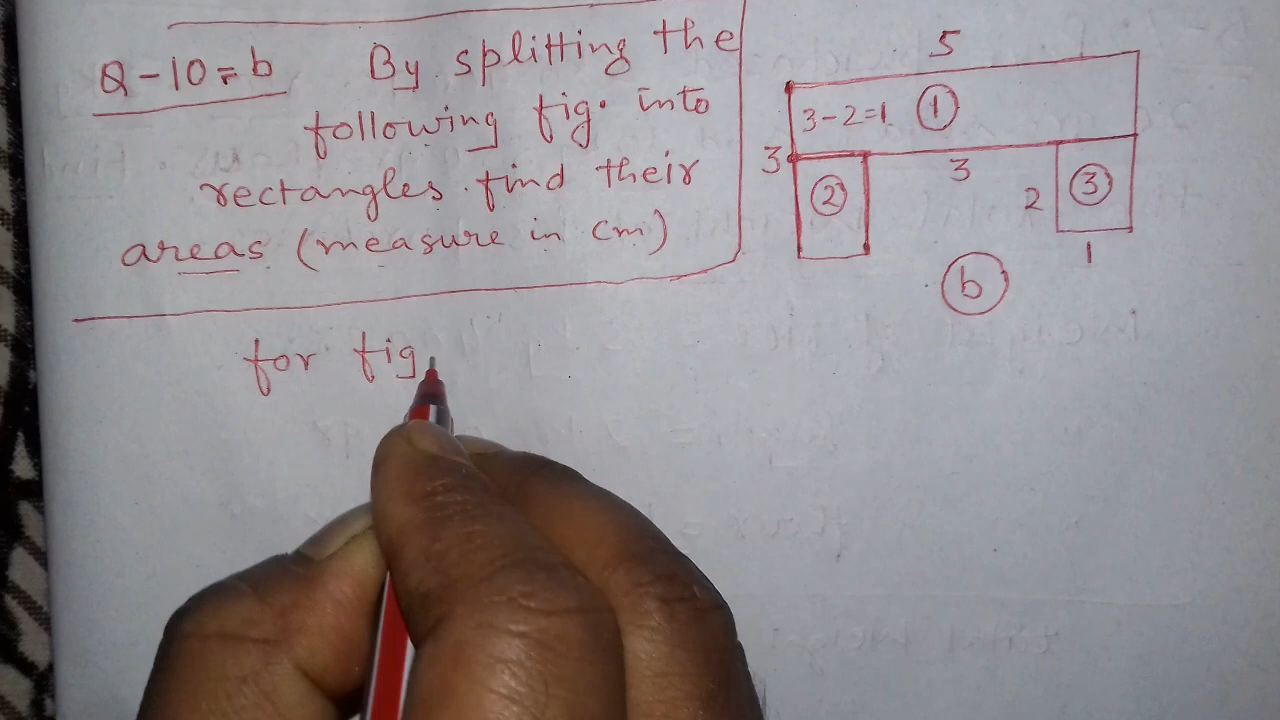 Q-10=b By splitting the
following fig. into
rectangles. find their
areas (measure in cm)
5
3-2=1 1
3
3
2
2
3
1
b
for fig